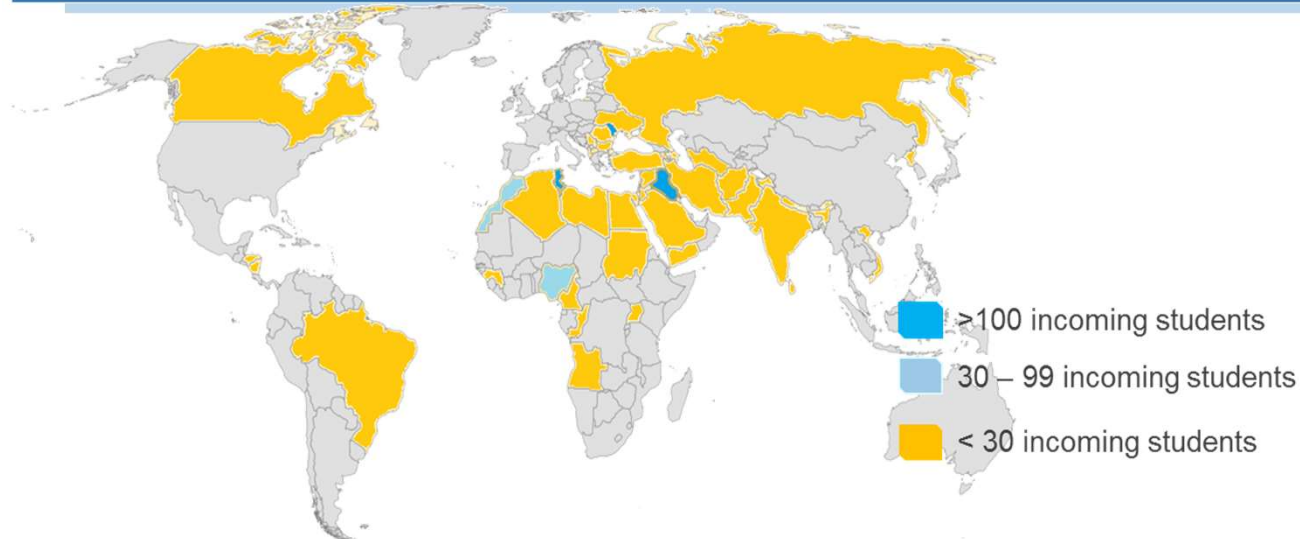 >100 incoming students
30 – 99 incoming students
< 30 incoming students